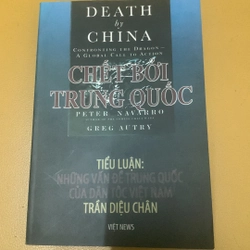 DEATH
by
CHINA
CONFRONTING THE DRAGON –
A GLOBAL CALL TO ACTION
CHẾT BỞI
TRUNG QUỐC
PETER NAVARRO
GREG AUTRY
TIỂU LUẬN:
NHỮNG VẤN ĐỀ TRUNG QUỐC
CỦA DÂN TỘC VIỆT NAM
TRẦN DIỆU CHÂN
VIỆT NEWS